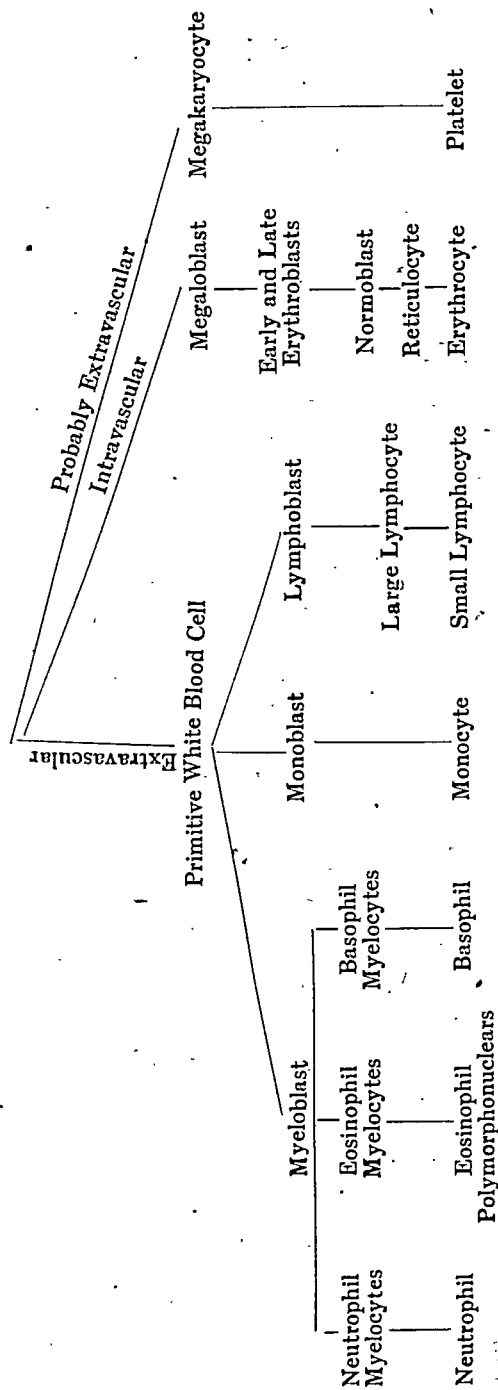 Probably Extravascular
Intravascular
Extravascular
Primitive White Blood Cell
Megaloblast
Megakaryocyte
Myeloblast
Monoblast
Lymphoblast
Early and Late
Erythroblasts
Neutrophil
Myelocytes
Eosinophil
Myelocytes
Basophil
Myelocytes
Large Lymphocyte
Normoblast
Reticulocyte
Neutrophil
Eosinophil
Polymorphonuclears
Basophil
Monocyte
Small Lymphocyte
Erythrocyte
Platelet